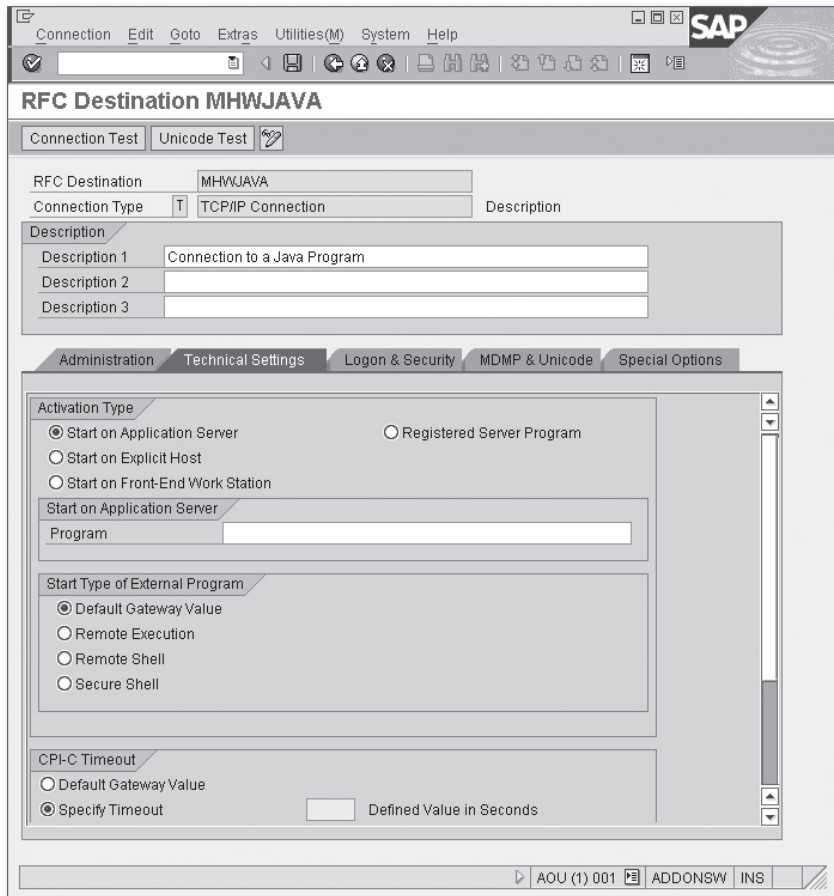 Connection Edit Goto Extras Utilities(M) System Help
SAP
RFC Destination MHWJAVA
Connection Test Unicode Test
RFC Destination MHWJAVA
Connection Type T TCP/IP Connection Description
Description
Description 1 Connection to a Java Program
Description 2
Description 3
Administration Technical Settings Logon & Security MDMP & Unicode Special Options
Activation Type
Start on Application Server Registered Server Program
Start on Explicit Host
Start on Front-End Work Station
Start on Application Server
Program
Start Type of External Program
Default Gateway Value
Remote Execution
Remote Shell
Secure Shell
CPI-C Timeout
Default Gateway Value
Specify Timeout Defined Value in Seconds
AOU (1) 001 ADDONSW INS